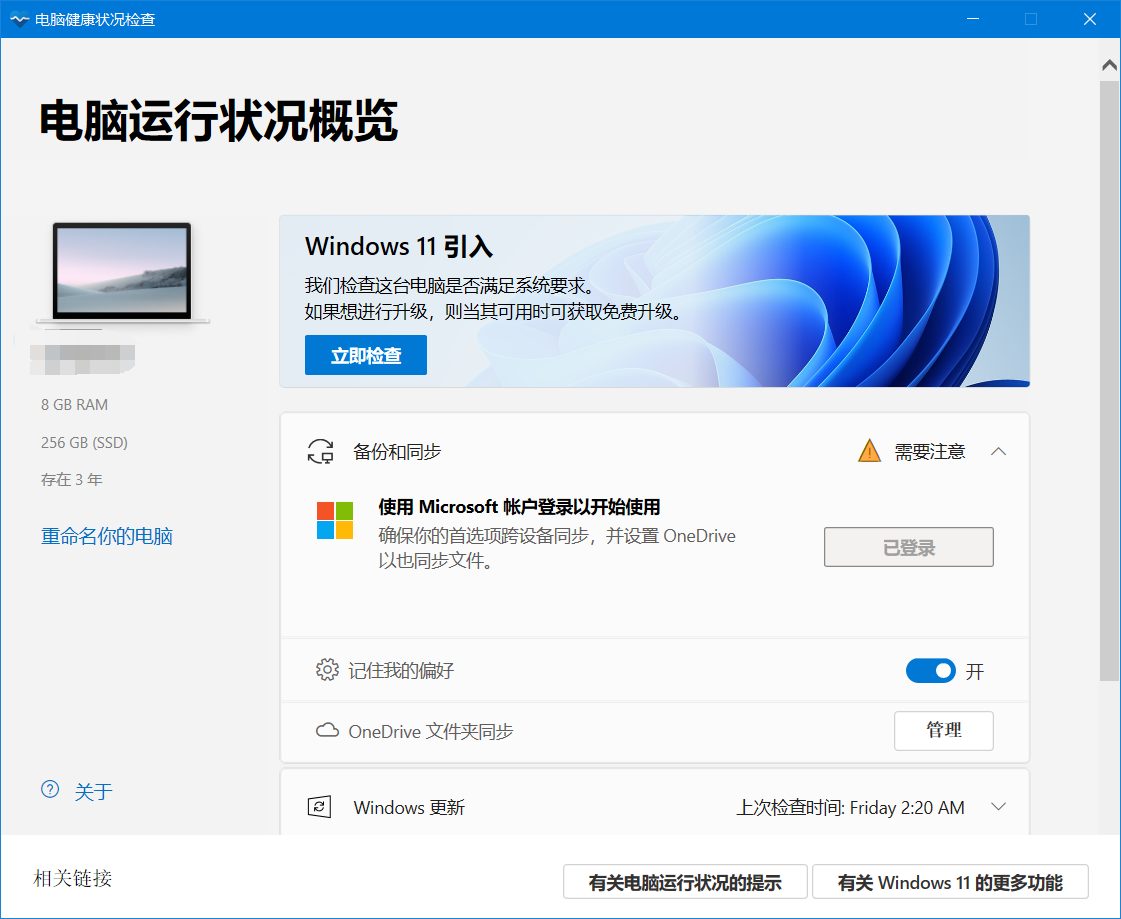 电脑健康状况检查
电脑运行状况概览
Windows 11 引入
我们检查这台电脑是否满足系统要求。
如果想进行升级，则当其可用时可获取免费升级。
立即检查
8 GB RAM
256 GB (SSD)
存在 3 年
重命名你的电脑
备份和同步
需要注意
使用 Microsoft 帐户登录以开始使用
确保你的首选项跨设备同步，并设置 OneDrive
以也同步文件。
已登录
记住我的偏好
开
OneDrive 文件夹同步
管理
Windows 更新
上次检查时间: Friday 2:20 AM
关于
相关链接
有关电脑运行状况的提示
有关 Windows 11 的更多功能